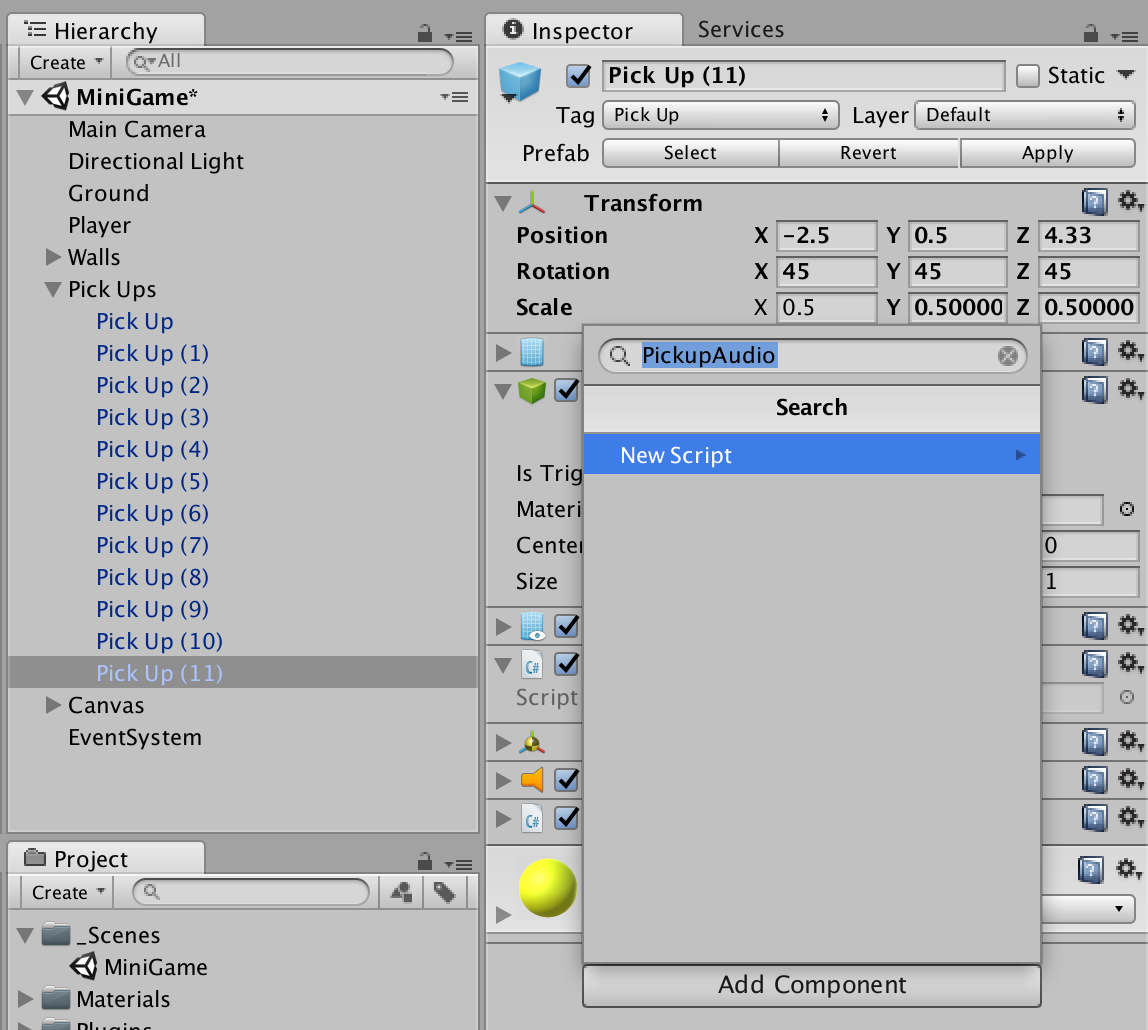 Hierarchy
Create
All
MiniGame*
Main Camera
Directional Light
Ground
Player
Walls
Pick Ups
Pick Up
Pick Up (1)
Pick Up (2)
Pick Up (3)
Pick Up (4)
Pick Up (5)
Pick Up (6)
Pick Up (7)
Pick Up (8)
Pick Up (9)
Pick Up (10)
Pick Up (11)
Canvas
EventSystem
Project
Create
_Scenes
MiniGame
Materials
Plugins
Inspector
Services
Pick Up (11)
Static
Tag Pick Up Layer Default
Prefab Select Revert Apply
Transform
Position X -2.5 Y 0.5 Z 4.33
Rotation X 45 Y 45 Z 45
Scale X 0.5 Y 0.50000 Z 0.50000
PickupAudio
Search
New Script
Is Trig
Materi
Center 0
Size 1
C#
Script
C#
Add Component